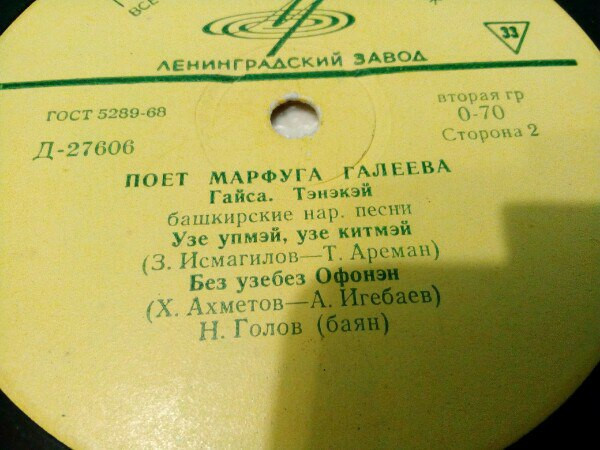 ВСЕ
ЛЕНИНГРАДСКИЙ ЗАВОД
33
ГОСТ 5289-68
Д-27606
вторая гр
0-70
Сторона 2
ПОЕТ МАРФУГА ГАЛЕЕВА
Гайса. Тэнэкэй
башкирские нар. песни
Узе упмэй, узе китмэй
(З. Исмагилов—Т. Ареман)
Без узебез Офонэн
(Х. Ахметов—А. Игебаев)
Н. Голов (баян)